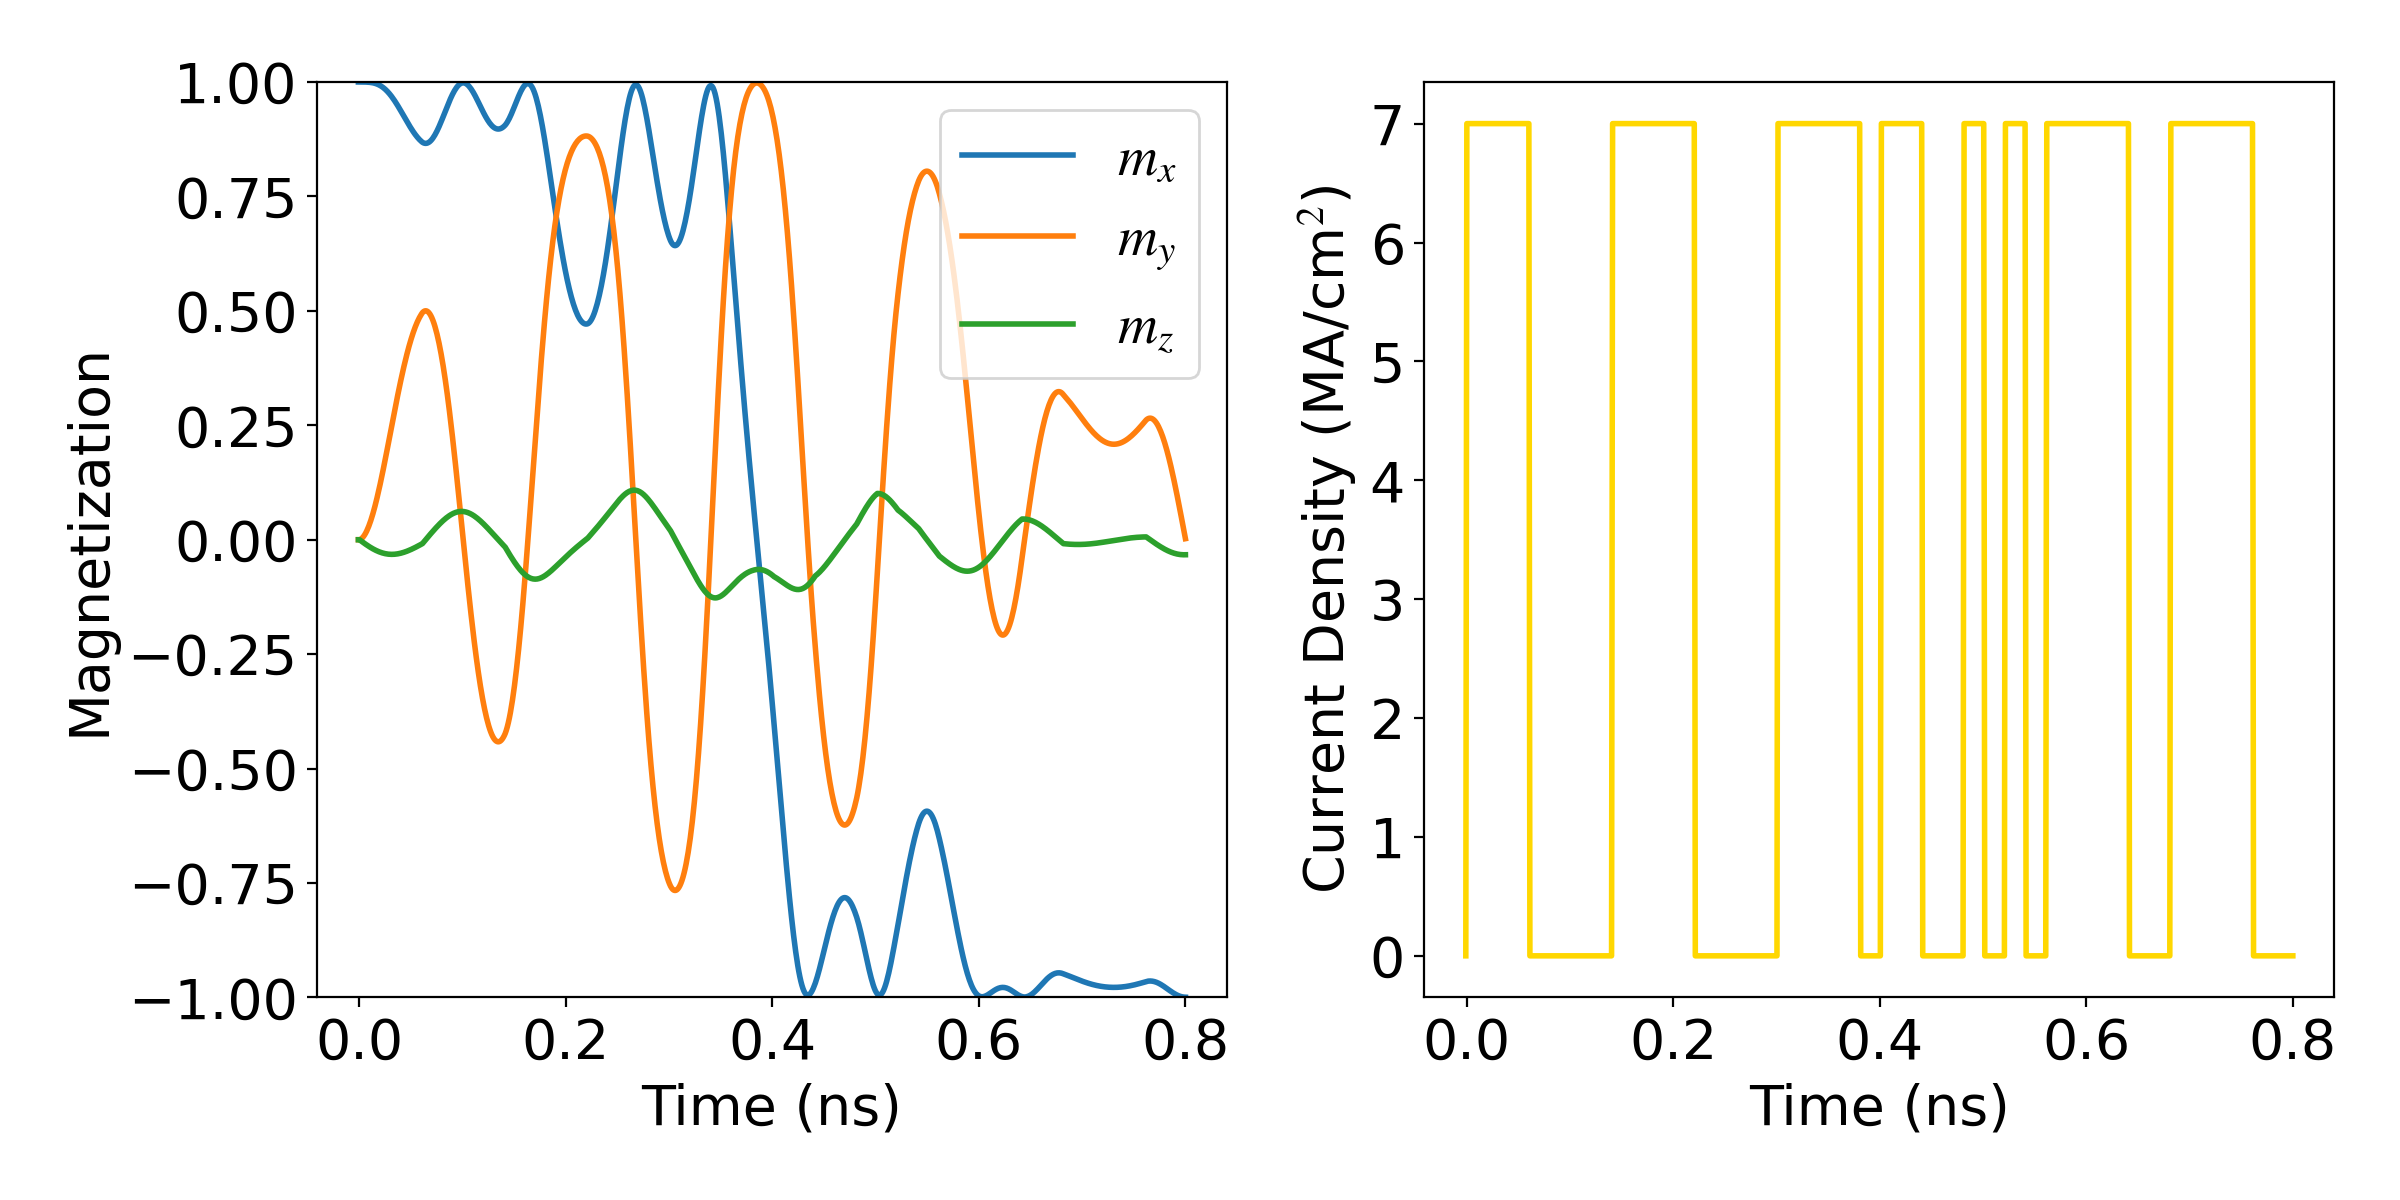 Magnetization
1.00
0.75
0.50
0.25
0.00
−0.25
−0.50
−0.75
−1.00
0.0 0.2 0.4 0.6 0.8
Time (ns)
mₓ
m_y
m_z
Current Density (MA/cm²)
7
6
5
4
3
2
1
0
0.0 0.2 0.4 0.6 0.8
Time (ns)